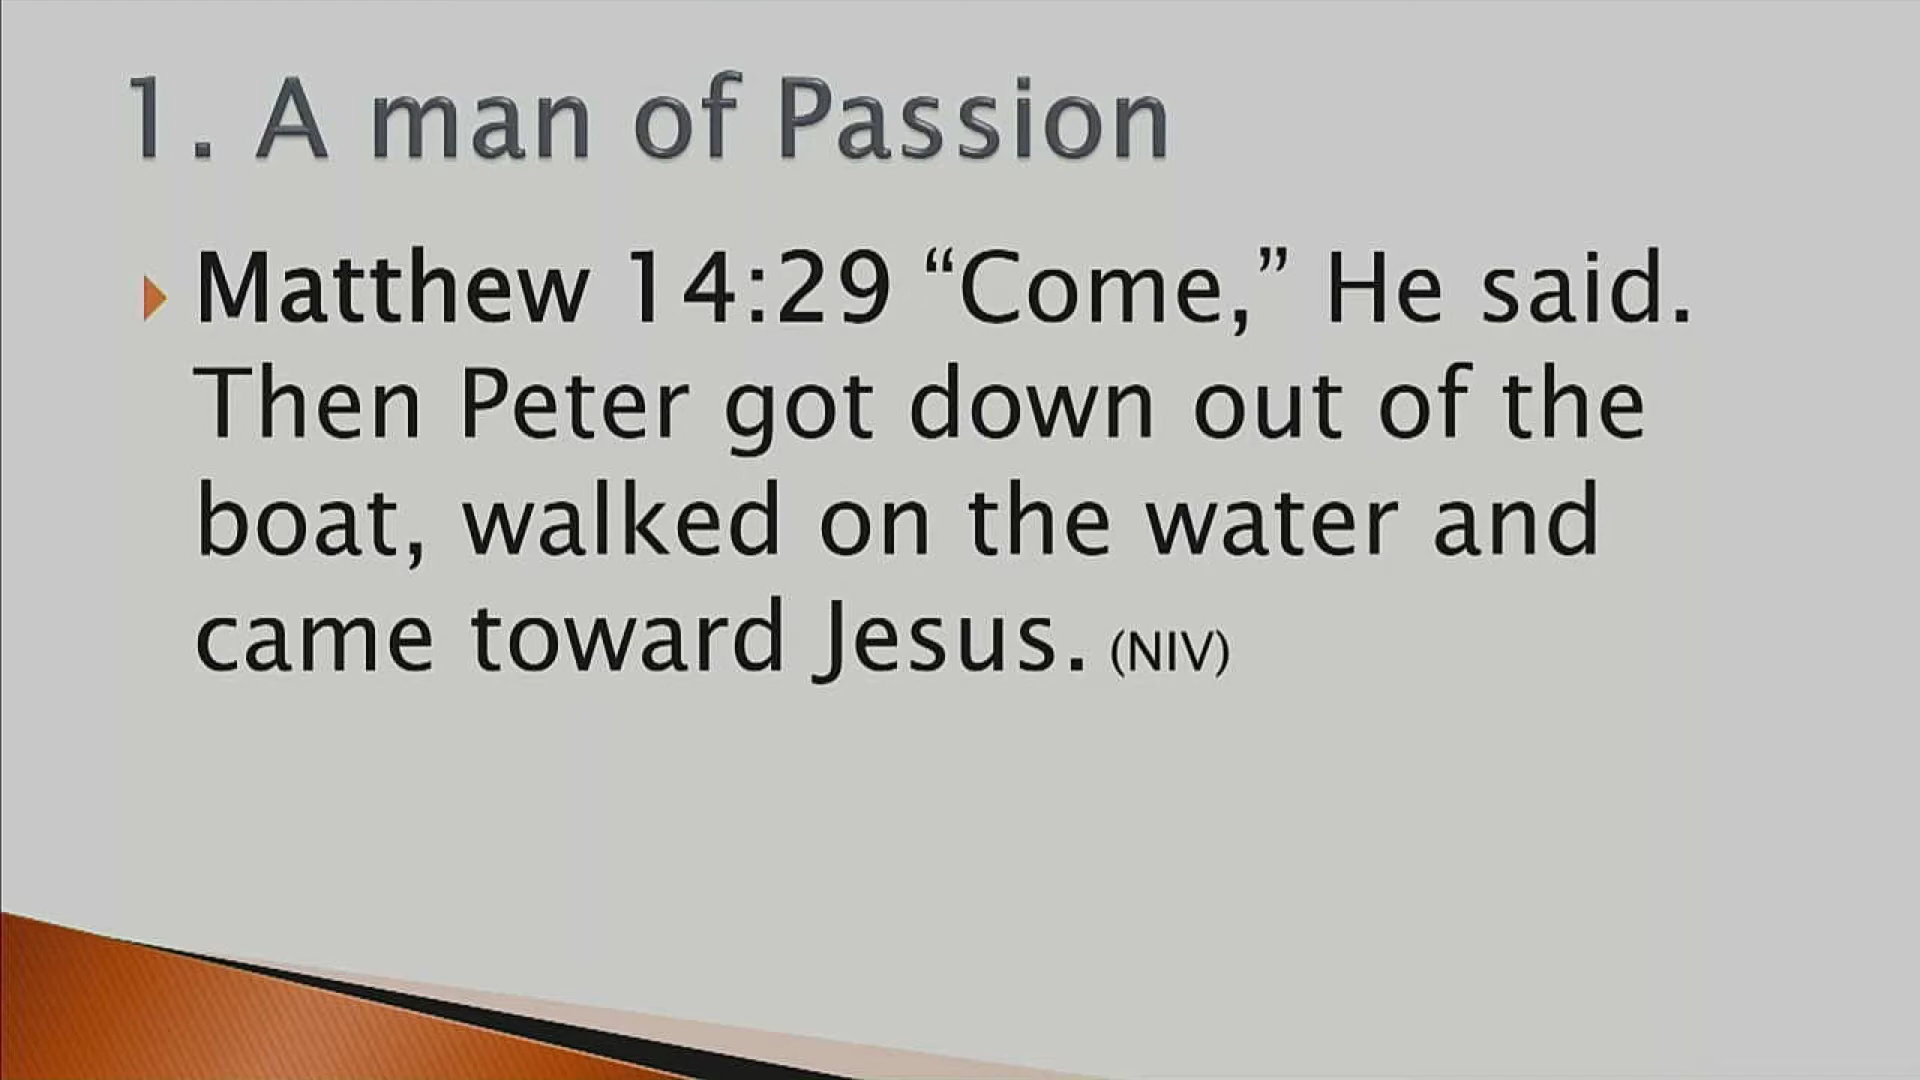 1. A man of Passion
Matthew 14:29 “Come,” He said.
Then Peter got down out of the
boat, walked on the water and
came toward Jesus. (NIV)